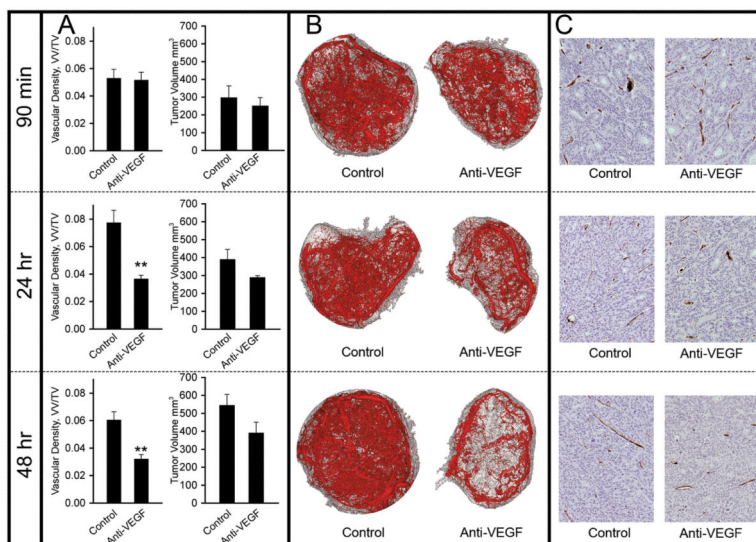 A
B
C
90 min
Vascular Density, VV/TV
0.08
0.06
0.04
0.02
0.00
Control
Anti-VEGF
Tumor Volume mm³
700
600
500
400
300
200
100
0
Control
Anti-VEGF
Control
Anti-VEGF
Control
Anti-VEGF
24 hr
Vascular Density, VV/TV
0.08
0.06
0.04
0.02
0.00
**
Control
Anti-VEGF
Tumor Volume mm³
700
600
500
400
300
200
100
0
Control
Anti-VEGF
Control
Anti-VEGF
Control
Anti-VEGF
48 hr
Vascular Density, VV/TV
0.08
0.06
0.04
0.02
0.00
**
Control
Anti-VEGF
Tumor Volume mm³
700
600
500
400
300
200
100
0
Control
Anti-VEGF
Control
Anti-VEGF
Control
Anti-VEGF